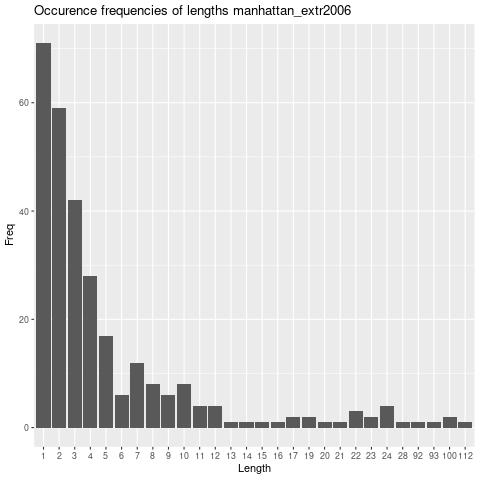 Occurence frequencies of lengths manhattan_extr2006
Freq
60
40
20
0
1 2 3 4 5 6 7 8 9 10 11 12 13 14 15 16 17 19 20 21 22 23 24 28 92 93 100 112
Length